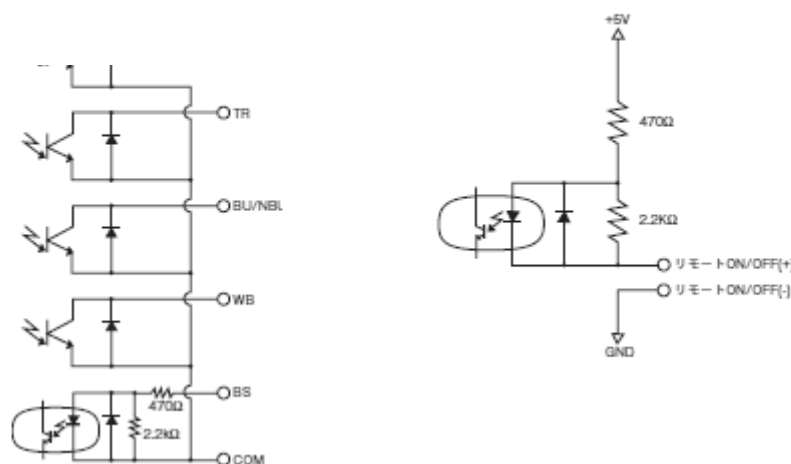 TR
BU/NBL
WB
BS
470Ω
2.2kΩ
COM
+5V
470Ω
2.2KΩ
リモートON/OFF(+)
リモートON/OFF(-)
GND